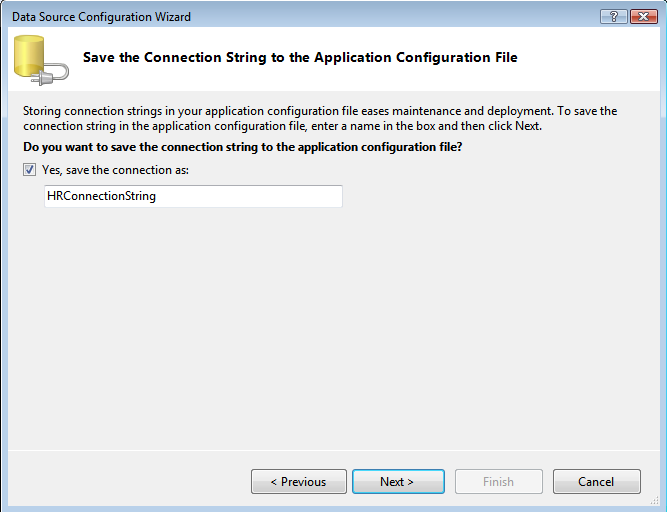 Data Source Configuration Wizard
Save the Connection String to the Application Configuration File
Storing connection strings in your application configuration file eases maintenance and deployment. To save the
connection string in the application configuration file, enter a name in the box and then click Next.
Do you want to save the connection string to the application configuration file?
Yes, save the connection as:
HRConnectionString
< Previous
Next >
Finish
Cancel